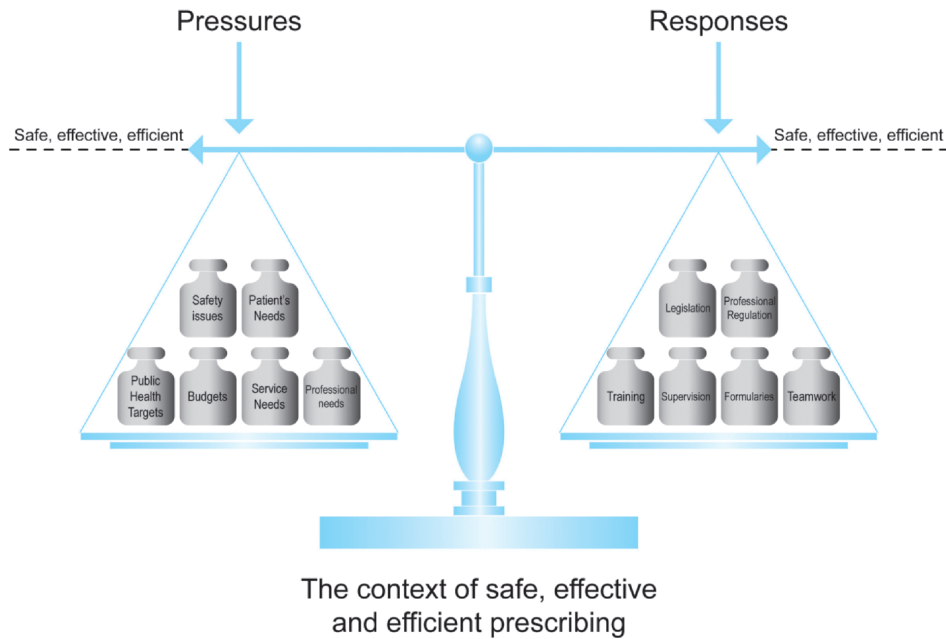 Pressures
Responses
Safe, effective, efficient
Safe, effective, efficient
Safety
issues
Patient's
Needs
Public
Health
Targets
Budgets
Service
Needs
Professional
needs
Legislation
Professional
Regulation
Training
Supervision
Formularies
Teamwork
The context of safe, effective
and efficient prescribing